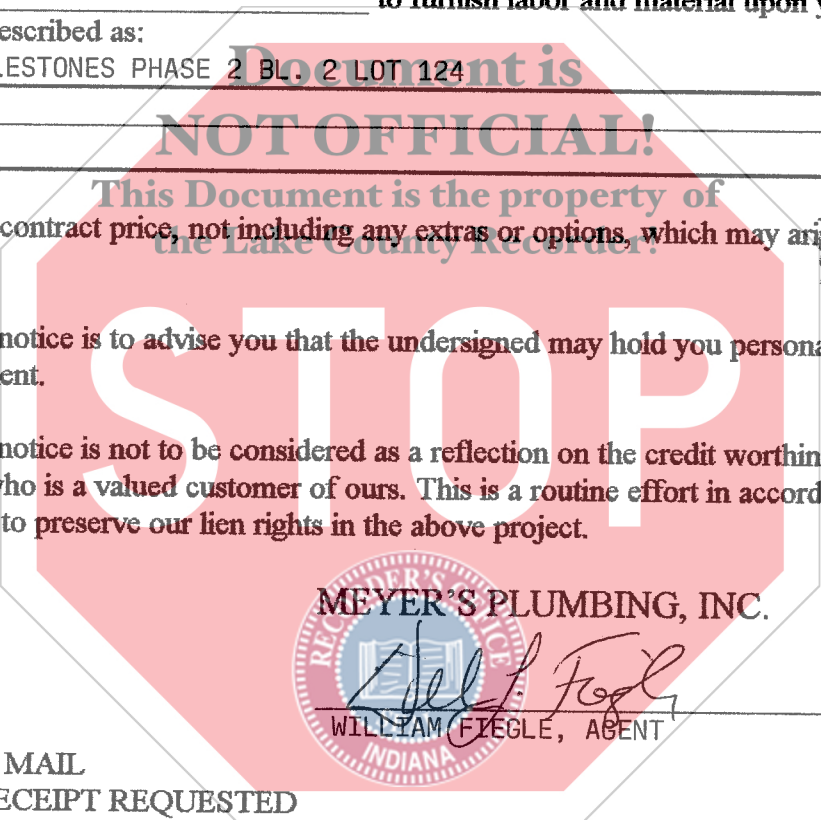 to furnish labor and material upon
escribed as:
LESTONES PHASE 2 BL. 2 LOT 124
Document is
NOT OFFICIAL!
This Document is the property of
the Lake County Recorder!
contract price, not including any extras or options, which may ari
notice is to advise you that the undersigned may hold you persona
ent.
notice is not to be considered as a reflection on the credit worthin
ho is a valued customer of ours. This is a routine effort in accord
to preserve our lien rights in the above project.
STOP
MEYER'S PLUMBING, INC.
RECORDER'S OFFICE
INDIANA
WILLIAM FIEGLE, AGENT
MAIL
ECEIPT REQUESTED